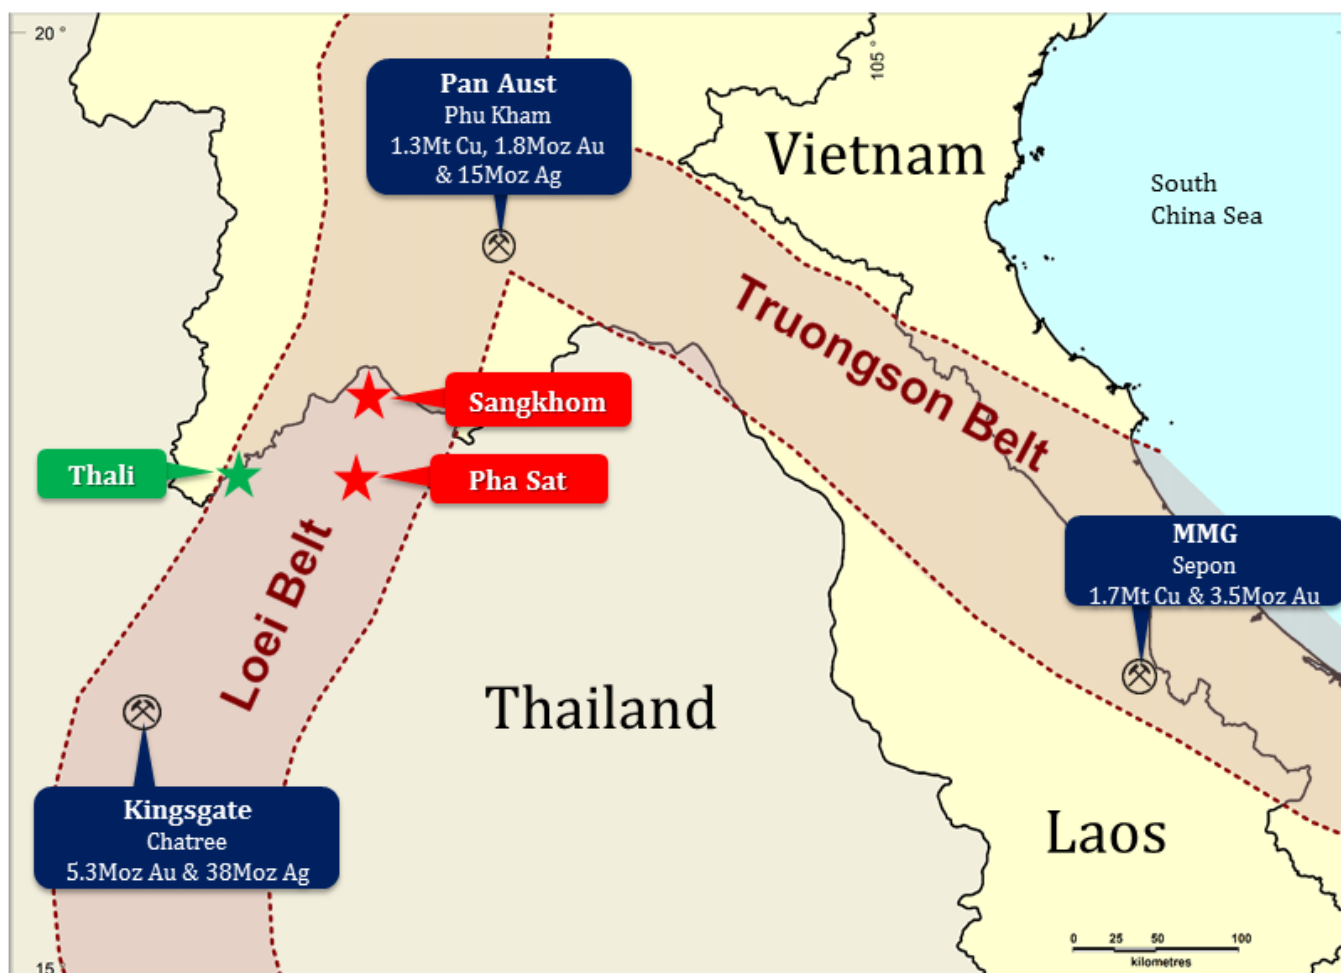 20 °
105 °
Pan Aust
Phu Kham
1.3Mt Cu, 1.8Moz Au
& 15Moz Ag
Vietnam
South
China Sea
Truongson Belt
Sangkhom
Thali
Pha Sat
MMG
Sepon
1.7Mt Cu & 3.5Moz Au
Loei Belt
Thailand
Kingsgate
Chatree
5.3Moz Au & 38Moz Ag
Laos
0 25 50 100
kilometres
15 °